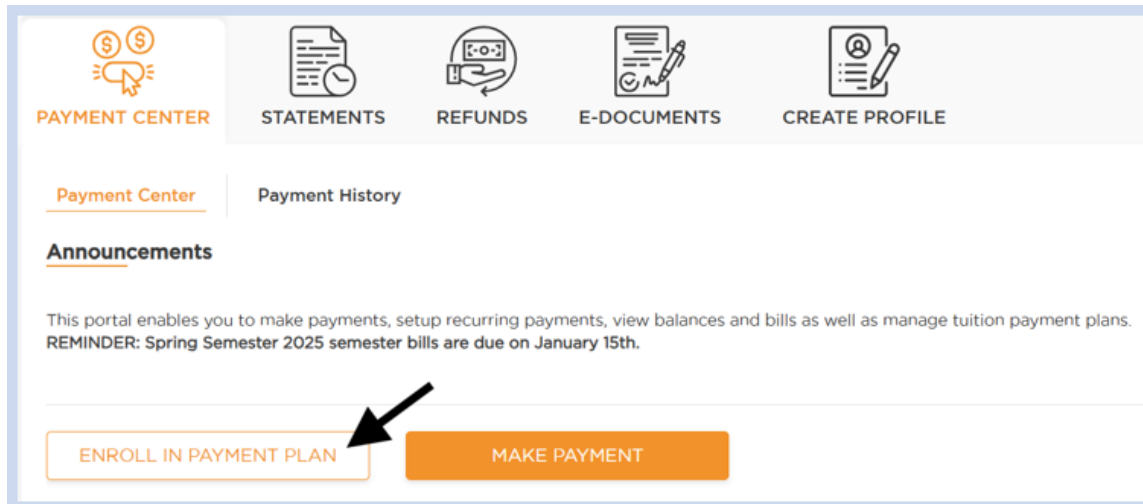 PAYMENT CENTER STATEMENTS REFUNDS E-DOCUMENTS CREATE PROFILE
Payment Center Payment History
Announcements
This portal enables you to make payments, setup recurring payments, view balances and bills as well as manage tuition payment plans.
REMINDER: Spring Semester 2025 semester bills are due on January 15th.
ENROLL IN PAYMENT PLAN MAKE PAYMENT